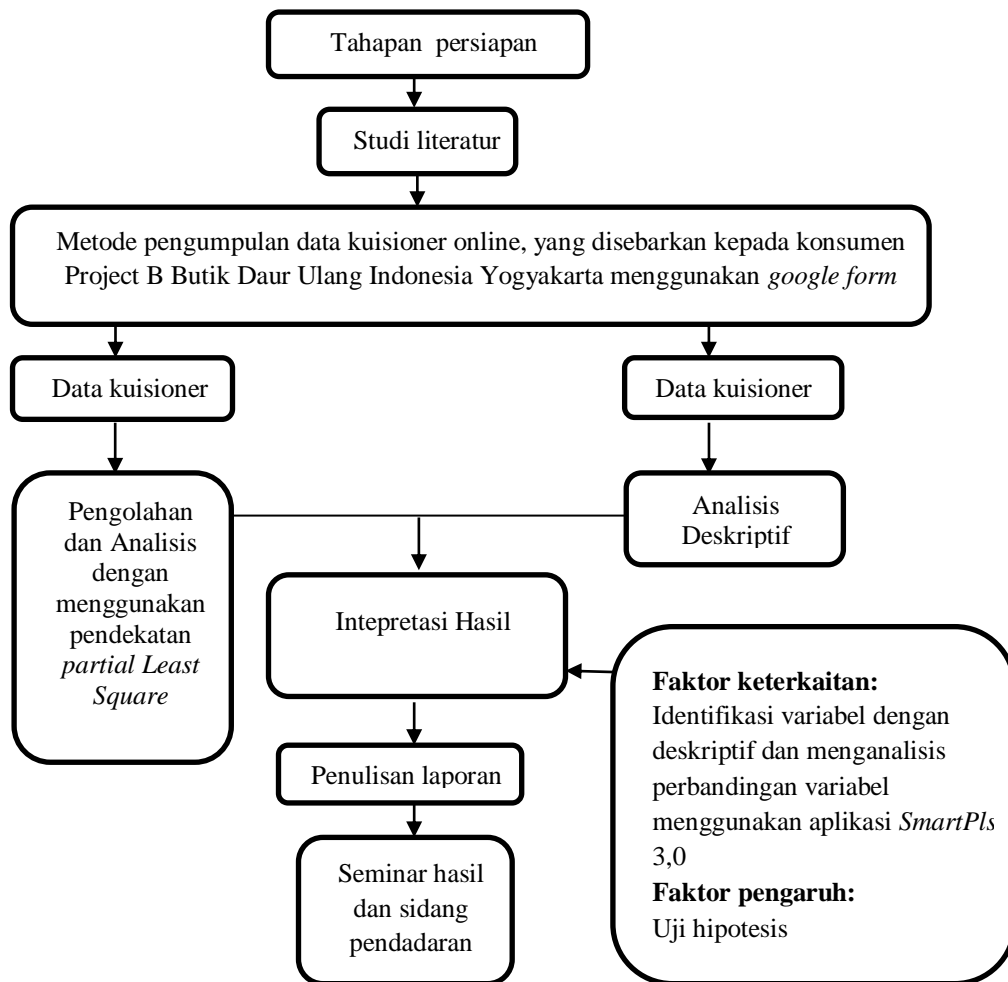 Tahapan persiapan
Studi literatur
Metode pengumpulan data kuisioner online, yang disebarkan kepada konsumen
Project B Butik Daur Ulang Indonesia Yogyakarta menggunakan google form
Data kuisioner
Data kuisioner
Pengolahan
dan Analisis
dengan
menggunakan
pendekatan
partial Least
Square
Analisis
Deskriptif
Intepretasi Hasil
Faktor keterkaitan:
Identifikasi variabel dengan
deskriptif dan menganalisis
perbandingan variabel
menggunakan aplikasi SmartPls
3,0
Faktor pengaruh:
Uji hipotesis
Penulisan laporan
Seminar hasil
dan sidang
pendadaran